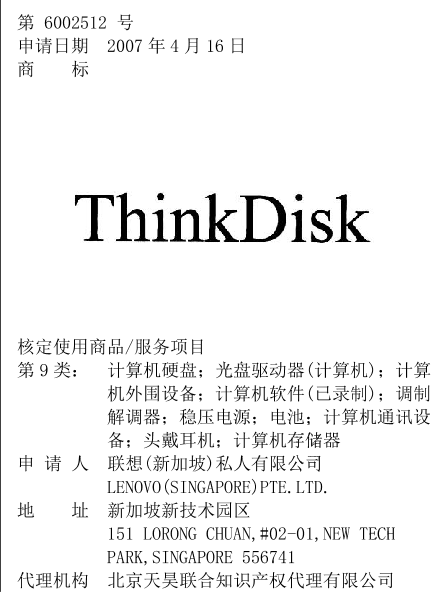 第 6002512 号
申请日期 2007 年 4 月 16 日
商 标
ThinkDisk
核定使用商品/服务项目
第 9 类： 计算机硬盘；光盘驱动器(计算机)；计算
机外围设备；计算机软件(已录制)；调制
解调器；稳压电源；电池；计算机通讯设
备；头戴耳机；计算机存储器
申 请 人 联想(新加坡)私人有限公司
LENOVO(SINGAPORE)PTE.LTD.
地 址 新加坡新技术园区
151 LORONG CHUAN,#02-01,NEW TECH
PARK,SINGAPORE 556741
代理机构 北京天昊联合知识产权代理有限公司